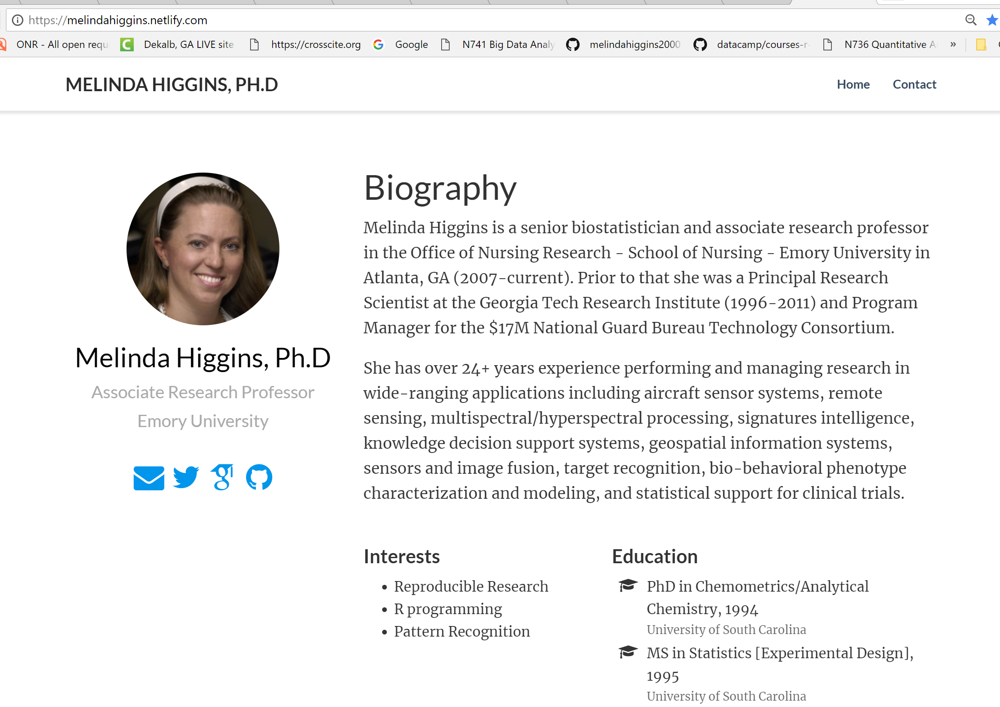 https://melindahiggins.netlify.com
ONR - All open requ Dekalb, GA LIVE site https://crosscite.org Google N741 Big Data Analy melindahiggins2000 datacamp/courses-r- N736 Quantitative A »
MELINDA HIGGINS, PH.D Home Contact
Biography
Melinda Higgins is a senior biostatistician and associate research professor
in the Office of Nursing Research - School of Nursing - Emory University in
Atlanta, GA (2007-current). Prior to that she was a Principal Research
Scientist at the Georgia Tech Research Institute (1996-2011) and Program
Manager for the $17M National Guard Bureau Technology Consortium.
She has over 24+ years experience performing and managing research in
wide-ranging applications including aircraft sensor systems, remote
sensing, multispectral/hyperspectral processing, signatures intelligence,
knowledge decision support systems, geospatial information systems,
sensors and image fusion, target recognition, bio-behavioral phenotype
characterization and modeling, and statistical support for clinical trials.
Melinda Higgins, Ph.D
Associate Research Professor
Emory University
Interests
• Reproducible Research
• R programming
• Pattern Recognition
Education
PhD in Chemometrics/Analytical
Chemistry, 1994
University of South Carolina
MS in Statistics [Experimental Design],
1995
University of South Carolina